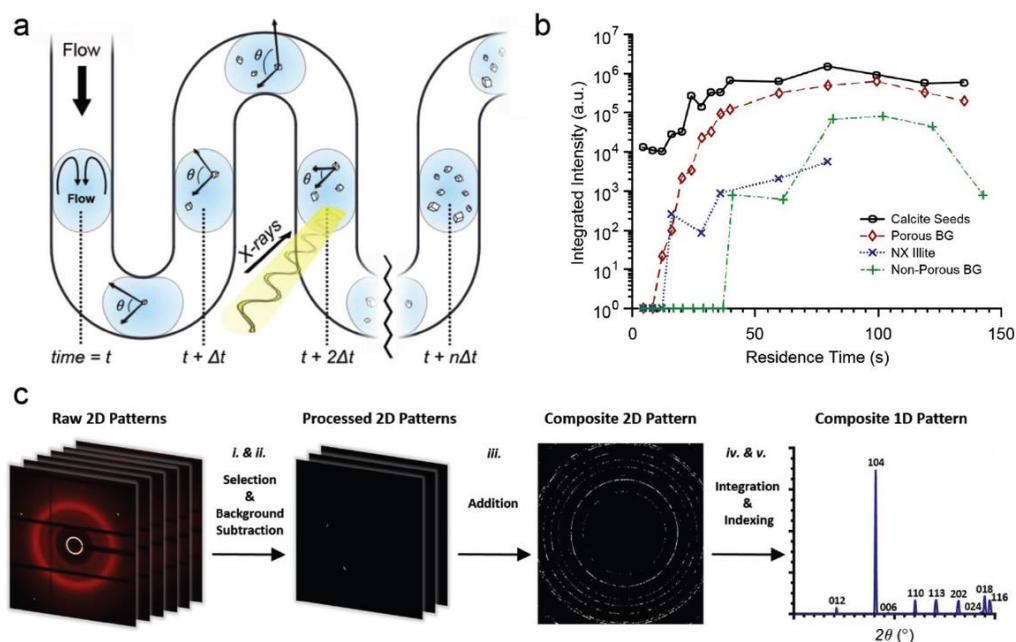 a
Flow
Flow
θ
θ
θ
θ
X-rays
time = t
t + Δt
t + 2Δt
t + nΔt
b
Integrated Intensity (a.u.)
10⁷
10⁶
10⁵
10⁴
10³
10²
10¹
10⁰
0
50
100
150
Residence Time (s)
Calcite Seeds
Porous BG
NX Illite
Non-Porous BG
c
Raw 2D Patterns
i. & ii.
Selection
&
Background
Subtraction
Processed 2D Patterns
iii.
Addition
Composite 2D Pattern
iv. & v.
Integration
&
Indexing
Composite 1D Pattern
104
012
006
110
113
202
024
018
116
2θ (°)